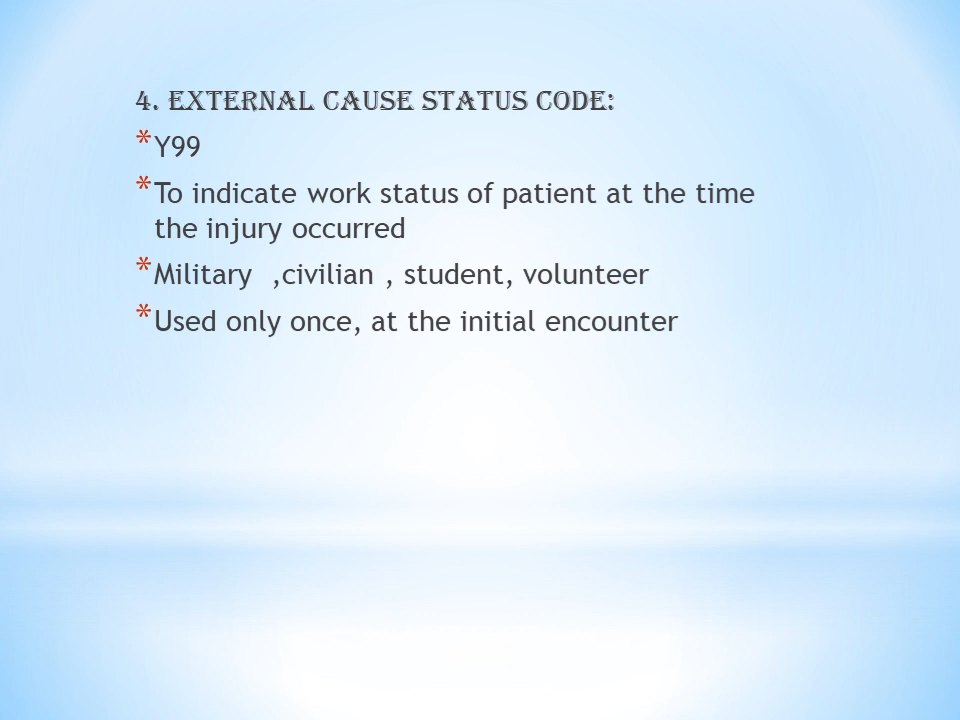 4. EXTERNAL CAUSE STATUS CODE:
* Y99
* To indicate work status of patient at the time
the injury occurred
* Military ,civilian , student, volunteer
* Used only once, at the initial encounter